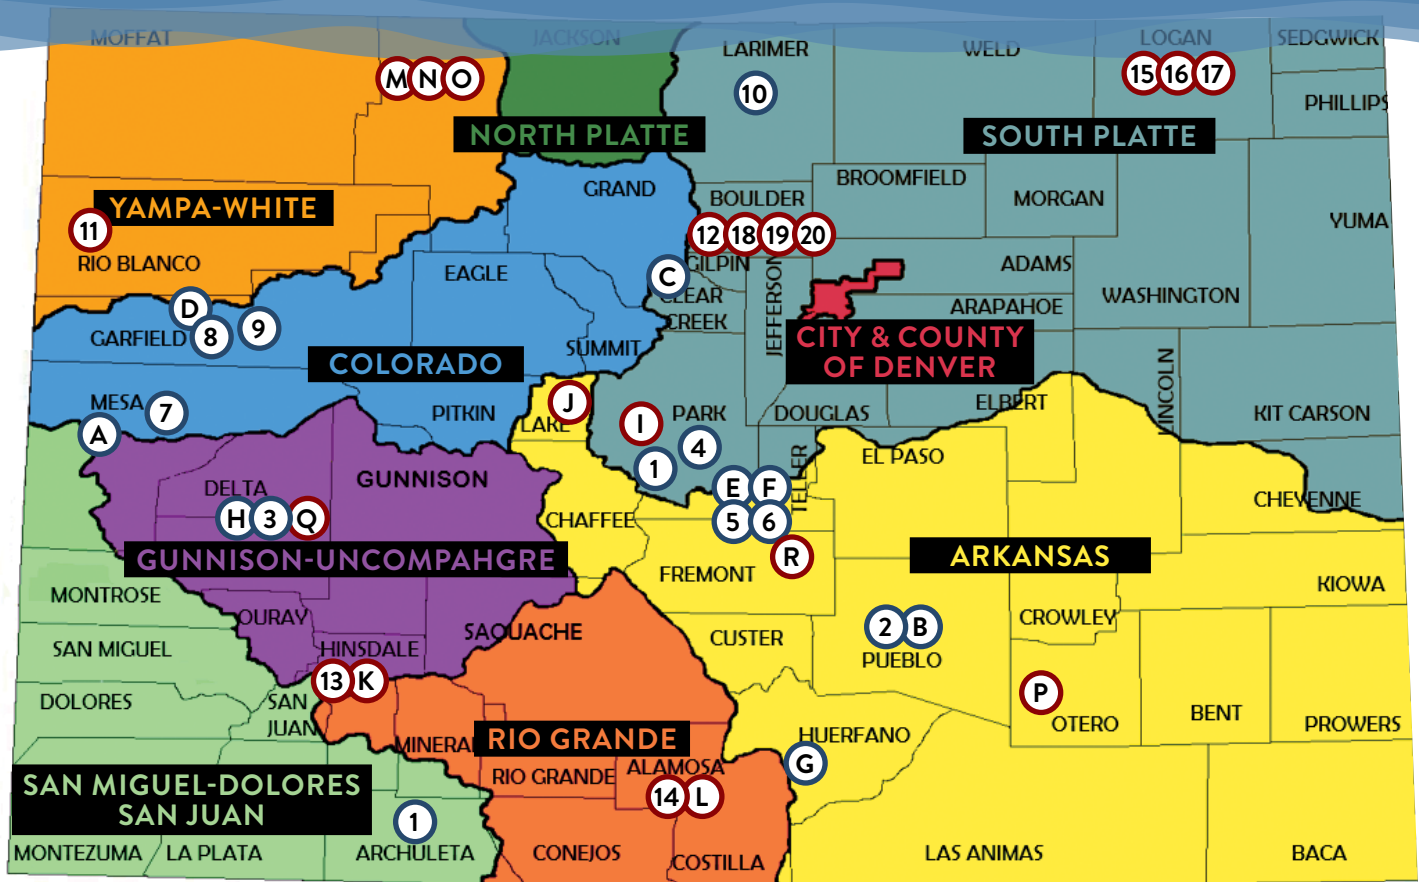 MOFFAT
JACKSON
LARIMER
WELD
LOGAN
SEDGWICK
M N O
10
15 16 17
PHILLIPS
NORTH PLATTE
SOUTH PLATTE
GRAND
BOULDER
BROOMFIELD
MORGAN
YUMA
YAMPA-WHITE
11
RIO BLANCO
12 18 19 20
GILPIN
JEFFERSON
ADAMS
EAGLE
C
CLEAR
CREEK
ARAPAHOE
WASHINGTON
D
8
9
GARFIELD
SUMMIT
CITY & COUNTY
OF DENVER
COLORADO
LINCOLN
MESA
7
PITKIN
J
LAKE
I
PARK
DOUGLAS
ELBERT
KIT CARSON
A
4
1
EL PASO
TELLER
GUNNISON
DELTA
E F
CHEYENNE
H 3 Q
CHAFFEE
5 6
GUNNISON-UNCOMPAHGRE
R
ARKANSAS
FREMONT
KIOWA
MONTROSE
OURAY
CROWLEY
SAOUACHE
2 B
SAN MIGUEL
HINSDALE
CUSTER
PUEBLO
13 K
P
DOLORES
SAN
JUAN
OTERO
BENT
PROWERS
MINERAL
RIO GRANDE
HUERFANO
G
RIO GRANDE
ALAMOSA
14 L
SAN MIGUEL-DOLORES
SAN JUAN
1
MONTEZUMA
LA PLATA
ARCHULETA
CONEJOS
COSTILLA
LAS ANIMAS
BACA